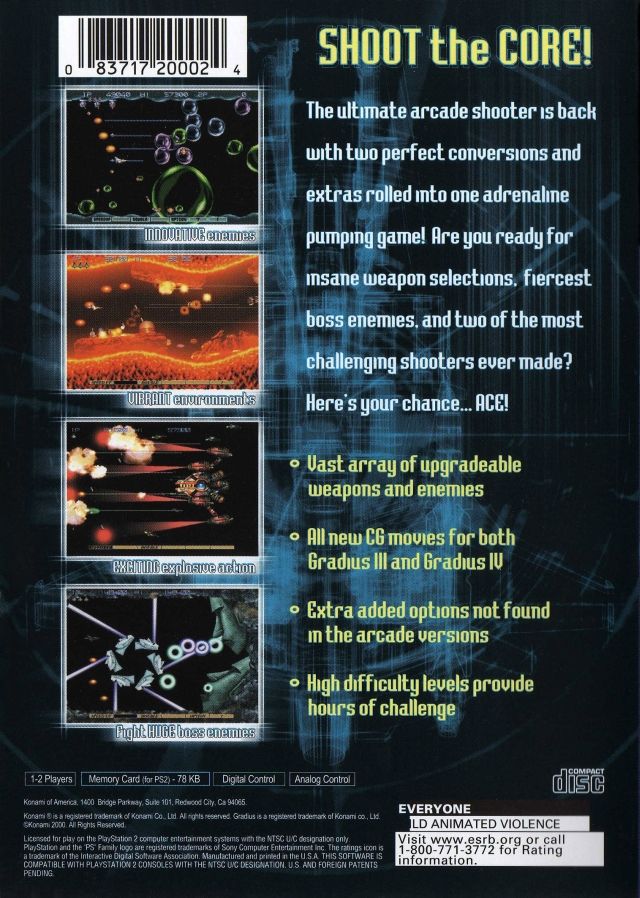 0 83717 20002 4
SHOOT the CORE!
The ultimate arcade shooter is back
with two perfect conversions and
extras rolled into one adrenaline
pumping game! Are you ready for
insane weapon selections, fiercest
boss enemies, and two of the most
challenging shooters ever made?
Here's your chance... ACE!
INNOVATIVE enemies
VIBRANT environments
EXCITING explosive action
Fight HUGE boss enemies
Vast array of upgradeable
weapons and enemies
All new CG movies for both
Gradius III and Gradius IV
Extra added options not found
in the arcade versions
High difficulty levels provide
hours of challenge
1-2 Players
Memory Card (for PS2) - 78 KB
Digital Control
Analog Control
COMPACT
disc
Konami of America, 1400 Bridge Parkway, Suite 101, Redwood City, Ca 94065.
Konami ® is a registered trademark of Konami Co., Ltd. All rights reserved. Gradius is a registered trademark of Konami co., Ltd.
©Konami 2000. All Rights Reserved.
Licensed for play on the PlayStation 2 computer entertainment systems with the NTSC U/C designation only.
PlayStation and the 'PS' Family logo are registered trademarks of Sony Computer Entertainment Inc. The ratings icon is
a trademark of the Interactive Digital Software Association. Manufactured and printed in the U.S.A. THIS SOFTWARE IS
COMPATIBLE WITH PLAYSTATION 2 CONSOLES WITH THE NTSC U/C DESIGNATION. U.S. AND FOREIGN PATENTS
PENDING.
EVERYONE
LD ANIMATED VIOLENCE
Visit www.esrb.org or call
1-800-771-3772 for Rating
information.